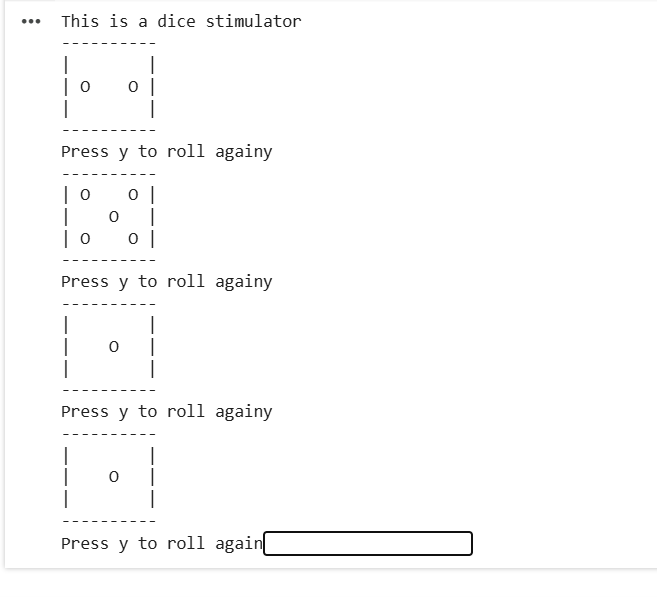 This is a dice stimulator
----------
|        |
| O    O |
|        |
----------
Press y to roll againy
----------
| O    O |
|    O   |
| O    O |
----------
Press y to roll againy
----------
|        |
|    O   |
|        |
----------
Press y to roll againy
----------
|        |
|    O   |
|        |
----------
Press y to roll again